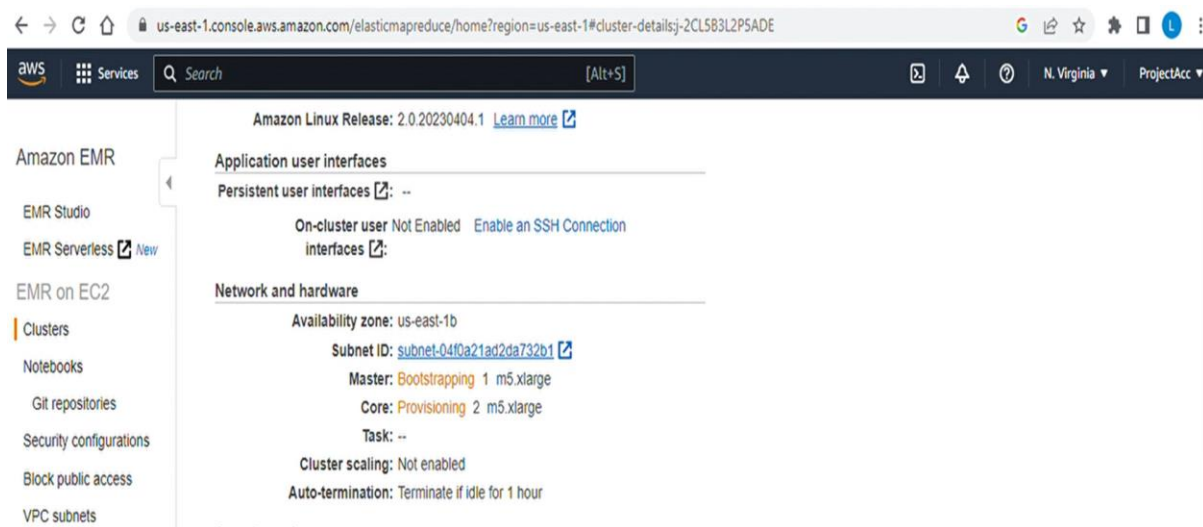 us-east-1.console.aws.amazon.com/elasticmapreduce/home?region=us-east-1#cluster-details:j-2CL5B3L2P5ADE
G
L
aws Services Search [Alt+S] N. Virginia ▼ ProjectAcc ▼
Amazon Linux Release: 2.0.20230404.1 Learn more
Amazon EMR
Application user interfaces
Persistent user interfaces : --
EMR Studio
On-cluster user Not Enabled Enable an SSH Connection
interfaces :
EMR Serverless New
EMR on EC2
Network and hardware
Availability zone: us-east-1b
Clusters
Subnet ID: subnet-04f0a21ad2da732b1
Notebooks
Master: Bootstrapping 1 m5.xlarge
Git repositories
Core: Provisioning 2 m5.xlarge
Security configurations
Task: --
Cluster scaling: Not enabled
Block public access
Auto-termination: Terminate if idle for 1 hour
VPC subnets